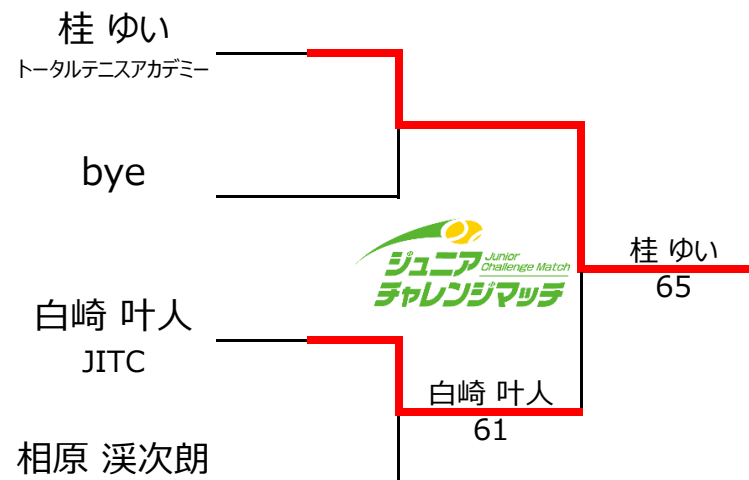 桂 ゆい
トータルテニスアカデミー
bye
ジュニア Junior Challenge Match
チャレンジマッチ
桂 ゆい
65
白崎 叶人
JITC
白崎 叶人
61
相原 渓次朗